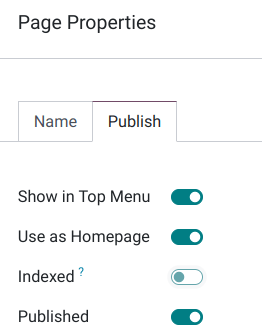 Page Properties
Name Publish
Show in Top Menu
Use as Homepage
Indexed ?
Published